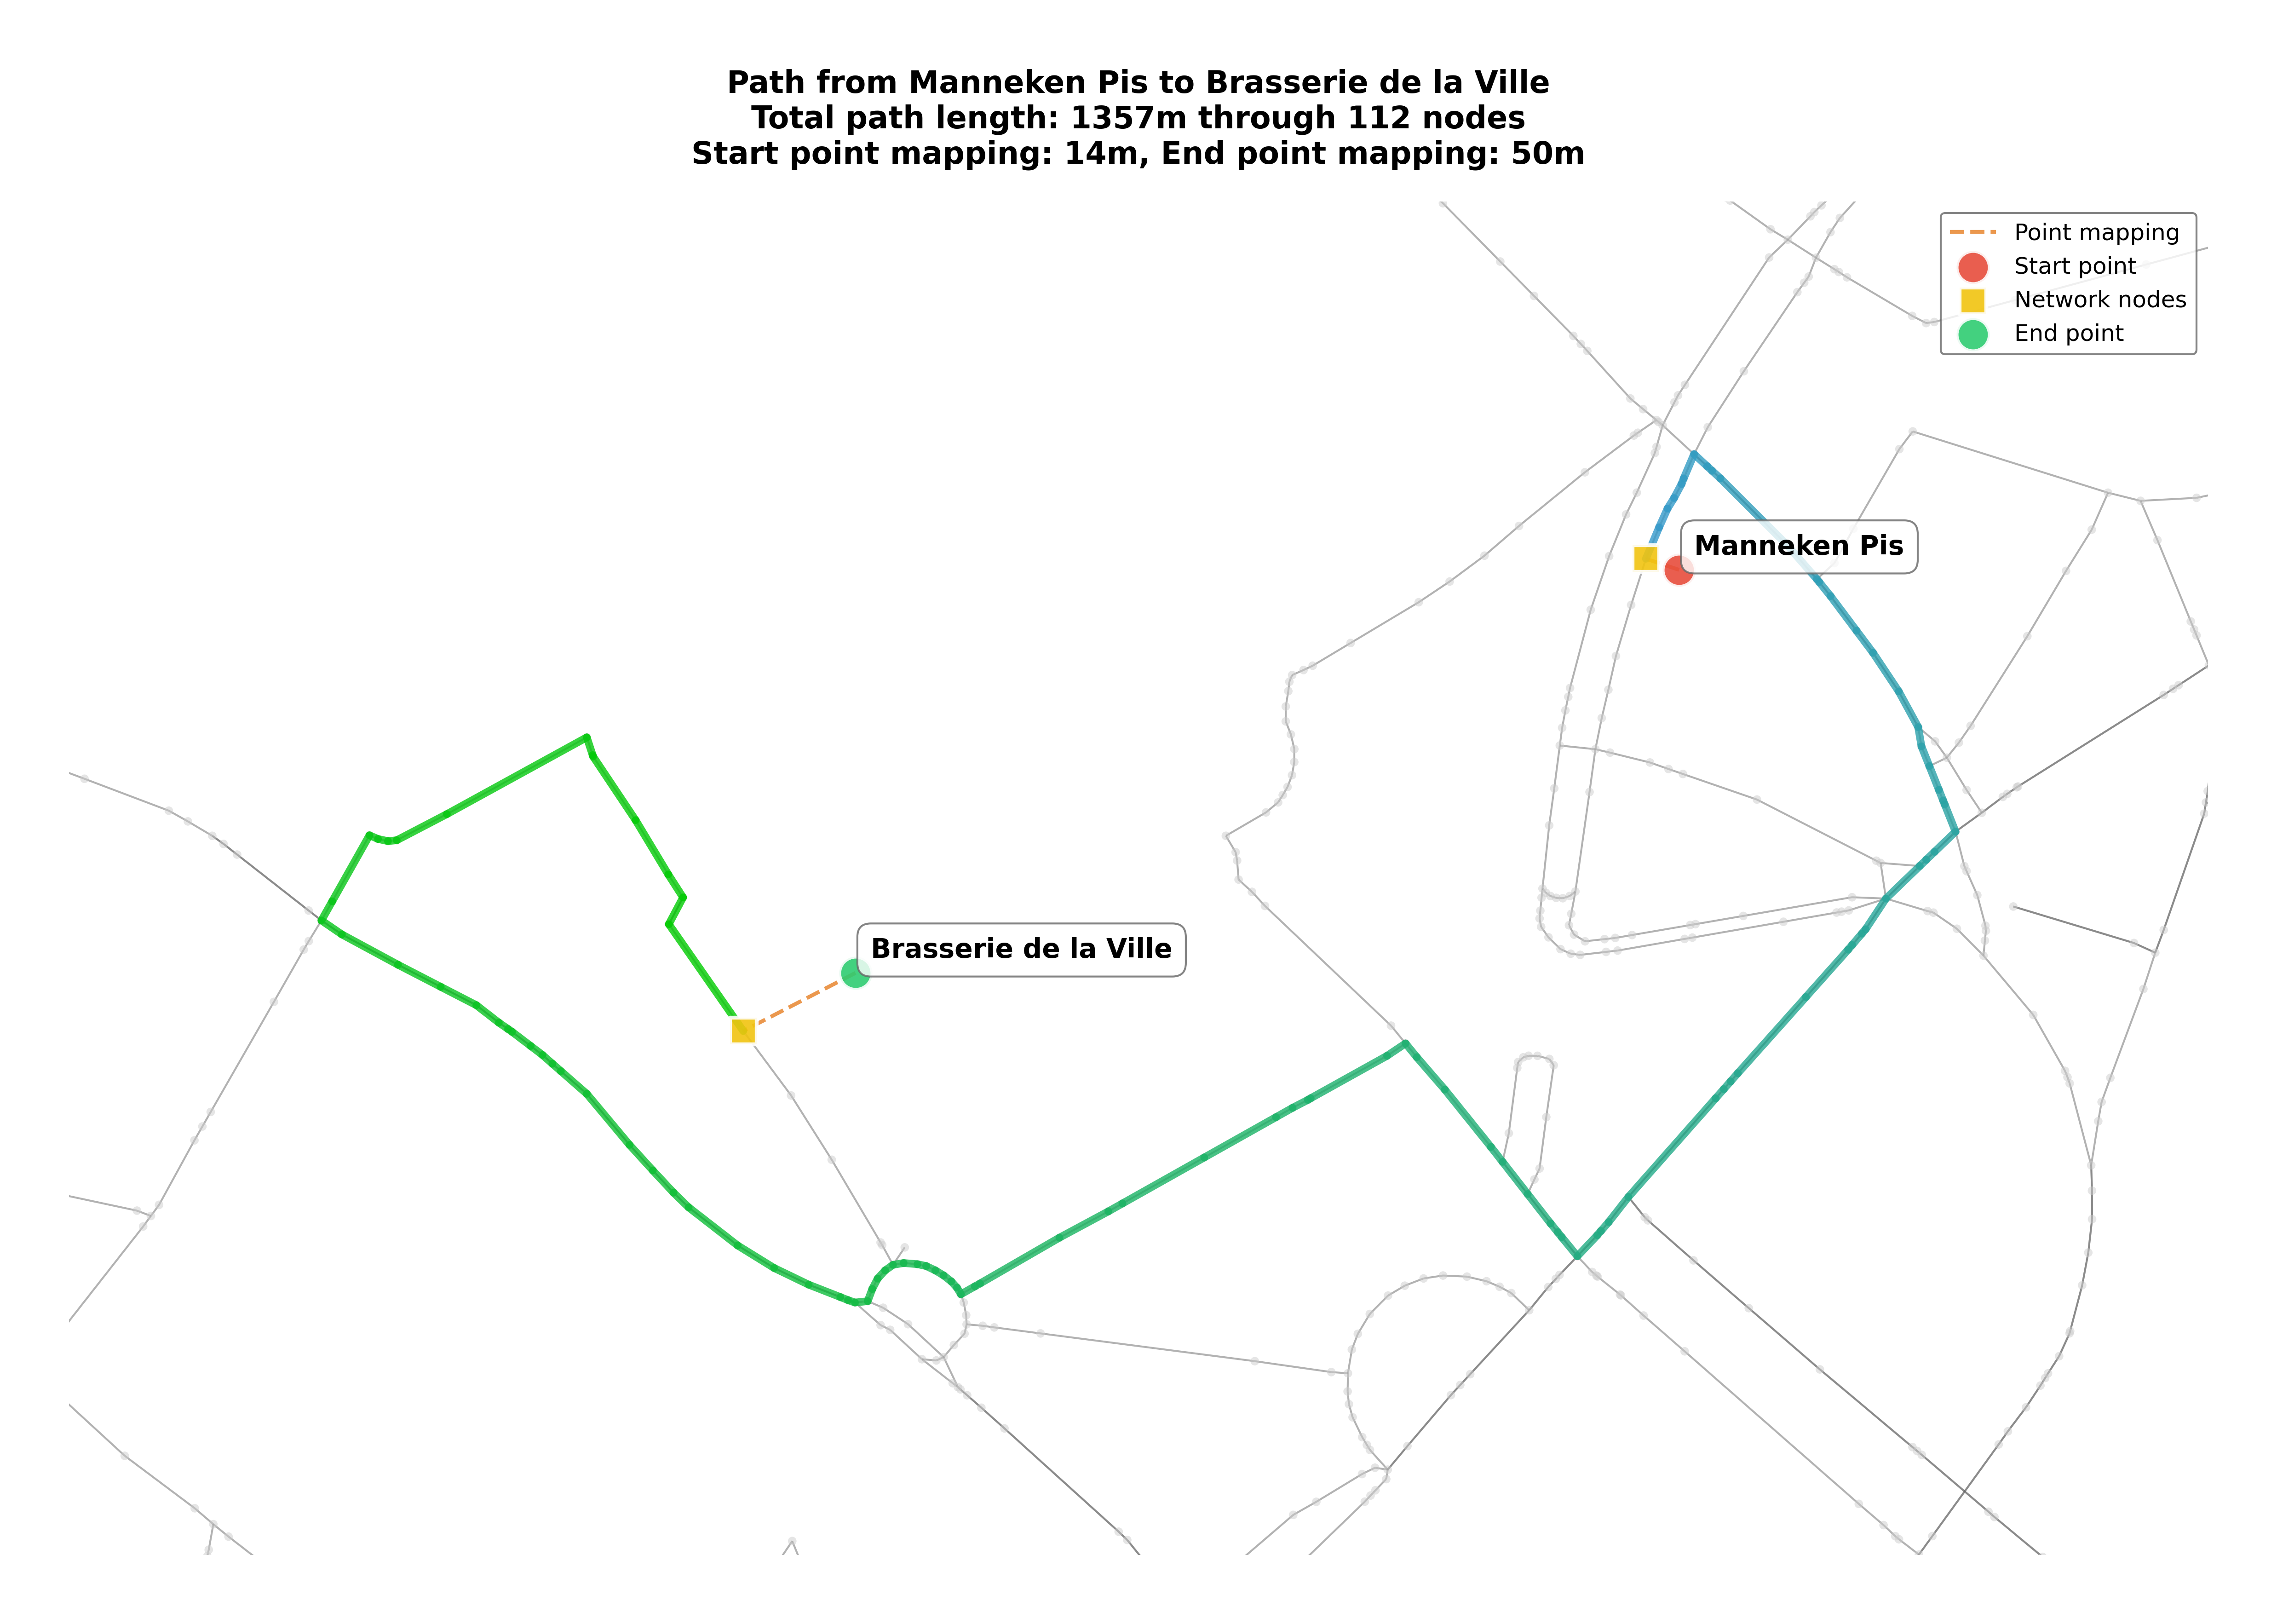 Path from Manneken Pis to Brasserie de la Ville
Total path length: 1357m through 112 nodes
Start point mapping: 14m, End point mapping: 50m
Point mapping
Start point
Network nodes
End point
Manneken Pis
Brasserie de la Ville